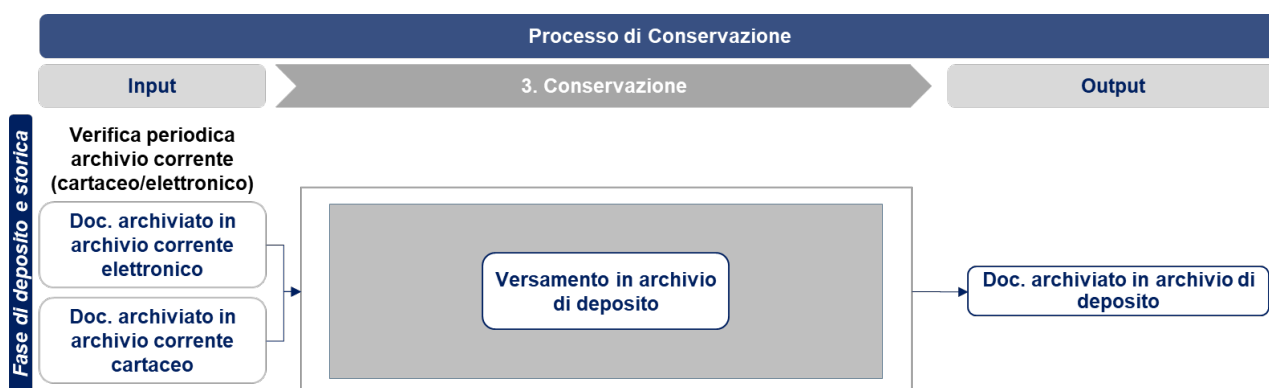 Processo di Conservazione
Input
3. Conservazione
Output
Fase di deposito e storica
Verifica periodica
archivio corrente
(cartaceo/elettronico)
Doc. archiviato in
archivio corrente
elettronico
Doc. archiviato in
archivio corrente
cartaceo
Versamento in archivio
di deposito
Doc. archiviato in archivio di
deposito